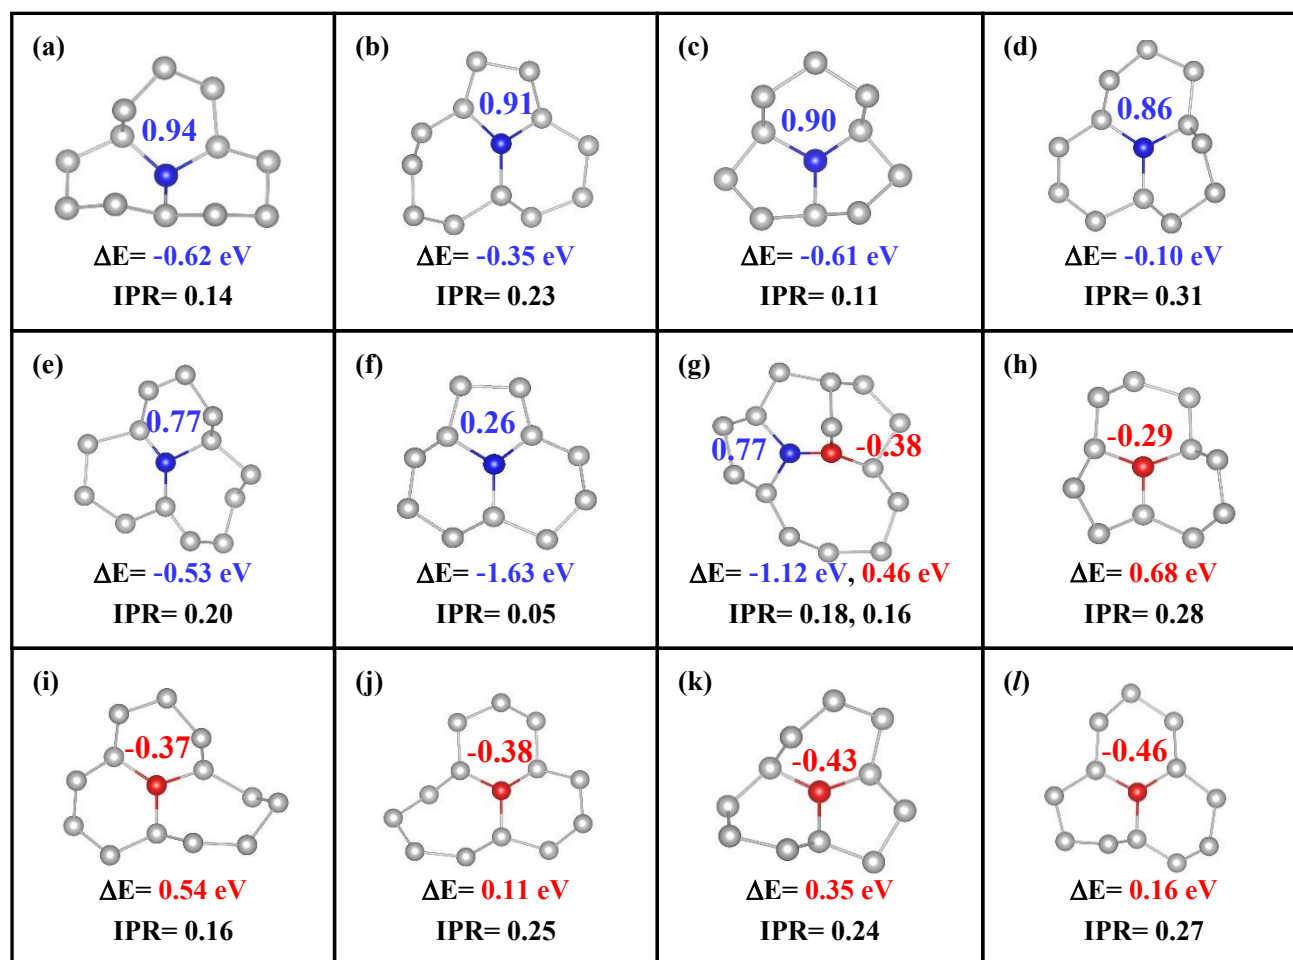 (a)
0.94
ΔE= -0.62 eV
IPR= 0.14
(b)
0.91
ΔE= -0.35 eV
IPR= 0.23
(c)
0.90
ΔE= -0.61 eV
IPR= 0.11
(d)
0.86
ΔE= -0.10 eV
IPR= 0.31
(e)
0.77
ΔE= -0.53 eV
IPR= 0.20
(f)
0.26
ΔE= -1.63 eV
IPR= 0.05
(g)
0.77 -0.38
ΔE= -1.12 eV, 0.46 eV
IPR= 0.18, 0.16
(h)
-0.29
ΔE= 0.68 eV
IPR= 0.28
(i)
-0.37
ΔE= 0.54 eV
IPR= 0.16
(j)
-0.38
ΔE= 0.11 eV
IPR= 0.25
(k)
-0.43
ΔE= 0.35 eV
IPR= 0.24
(l)
-0.46
ΔE= 0.16 eV
IPR= 0.27